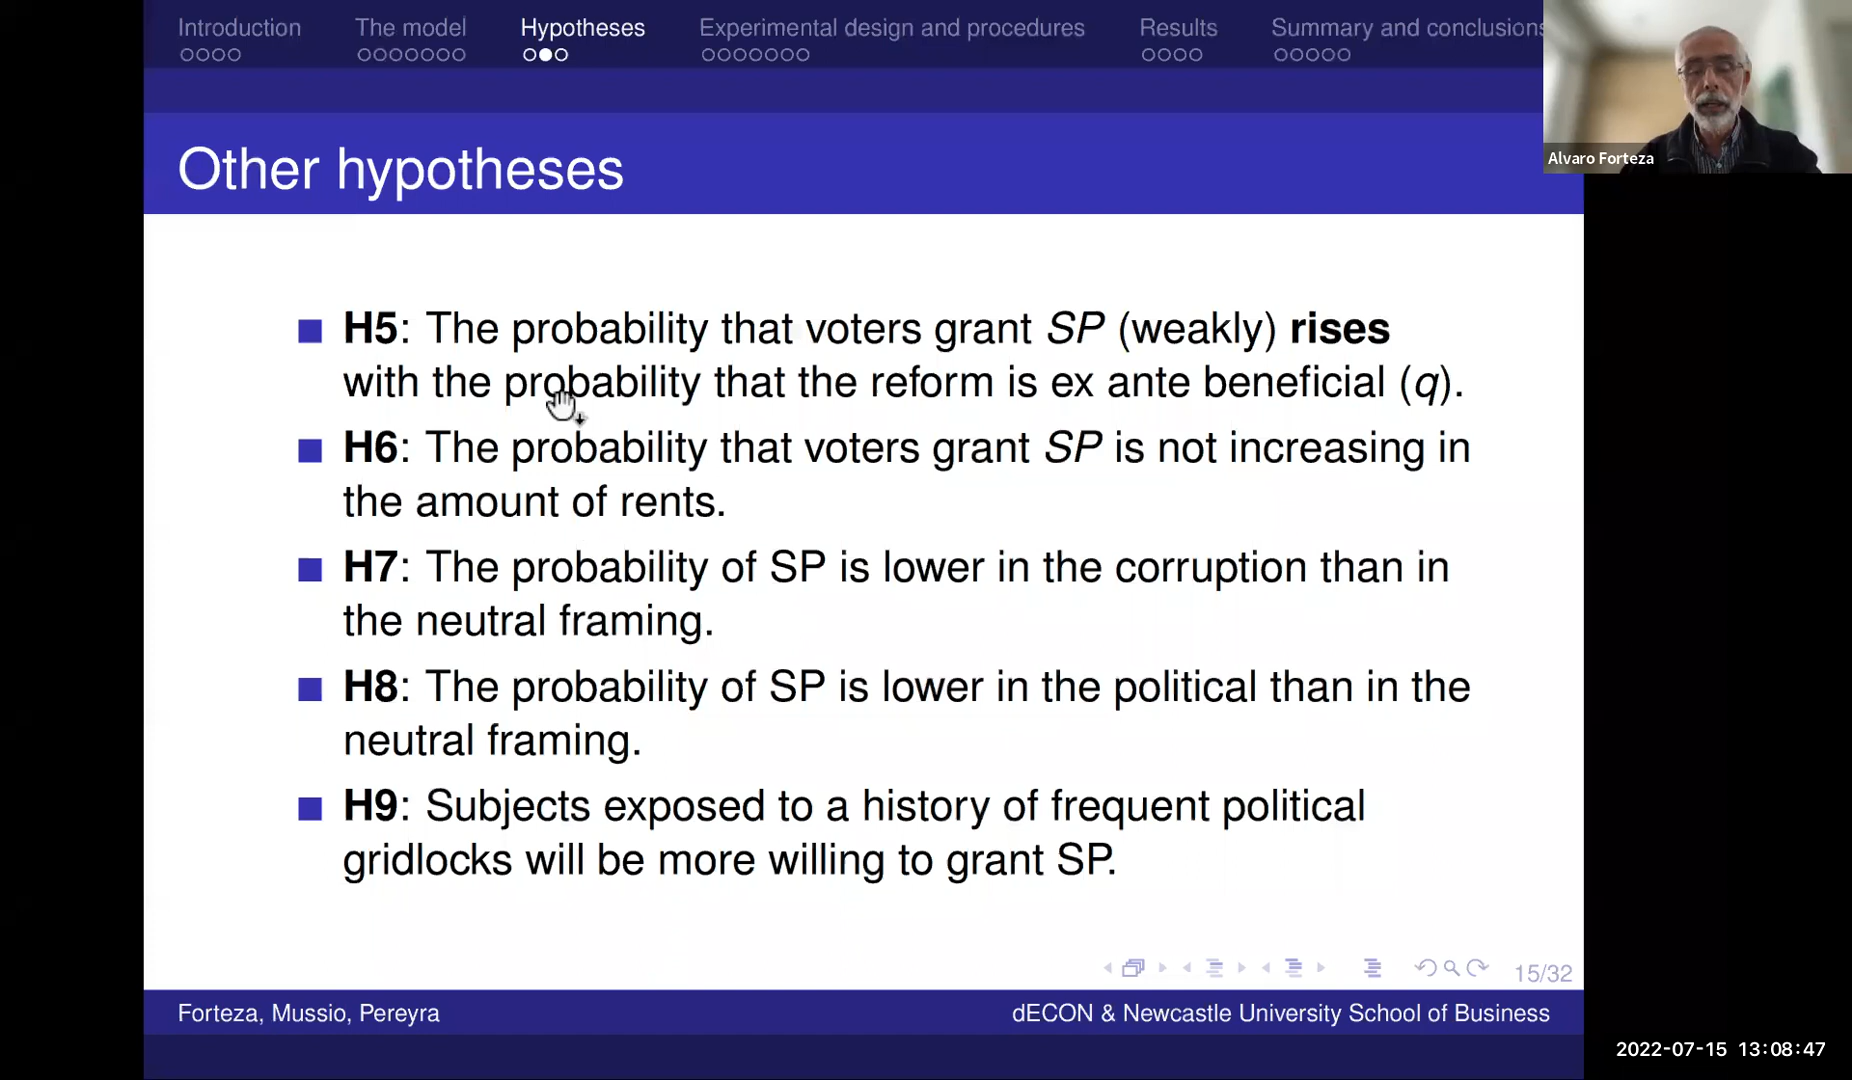 Introduction
The model
Hypotheses
Experimental design and procedures
Results
Summary and conclusions
Alvaro Forteza
Other hypotheses
H5: The probability that voters grant SP (weakly) rises
with the probability that the reform is ex ante beneficial (q).
H6: The probability that voters grant SP is not increasing in
the amount of rents.
H7: The probability of SP is lower in the corruption than in
the neutral framing.
H8: The probability of SP is lower in the political than in the
neutral framing.
H9: Subjects exposed to a history of frequent political
gridlocks will be more willing to grant SP.
15/32
Forteza, Mussio, Pereyra
dECON & Newcastle University School of Business
2022-07-15 13:08:47